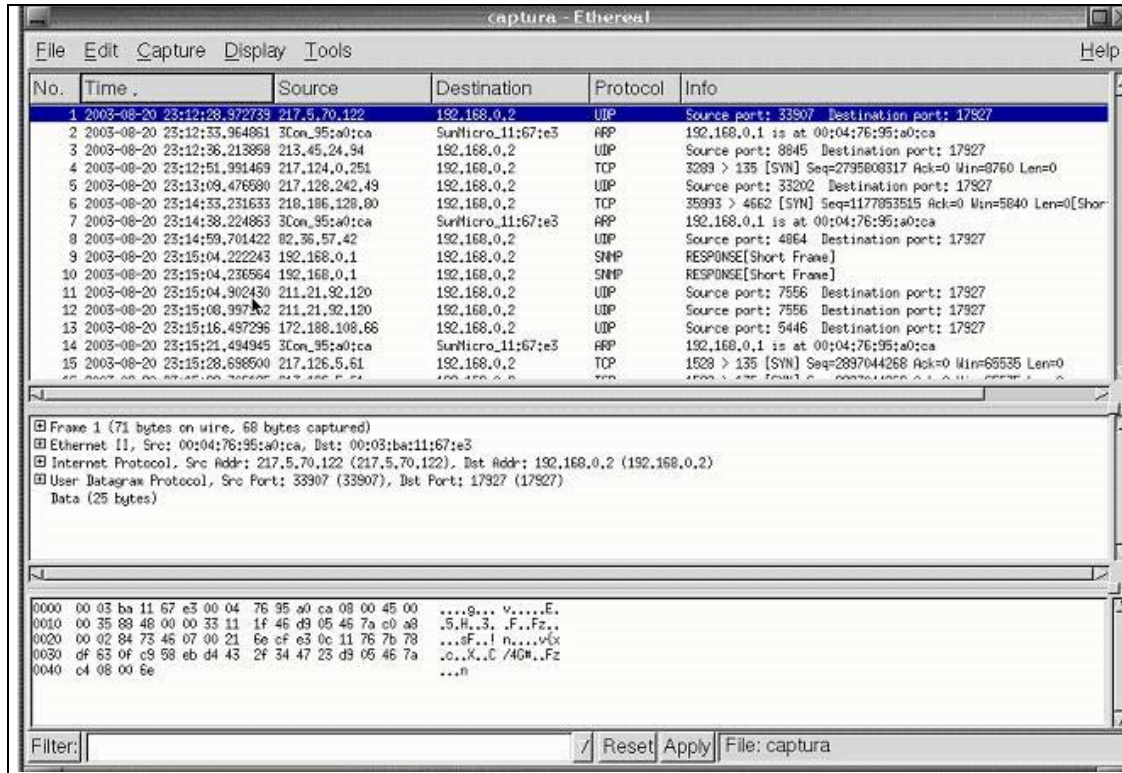 captura - Ethereal
File Edit Capture Display Tools Help
No. Time . Source Destination Protocol Info
1 2003-08-20 23:12:28.972739 217.5.70.122 192.168.0.2 UDP Source port: 33907 Destination port: 17927
2 2003-08-20 23:12:33.964861 3Com_95:a0:ca SunMicro_11:67:e3 ARP 192.168.0.1 is at 00:04:76:95:a0:ca
3 2003-08-20 23:12:36.213858 213.45.24.94 192.168.0.2 UDP Source port: 8845 Destination port: 17927
4 2003-08-20 23:12:51.991469 217.124.0.251 192.168.0.2 TCP 3289 > 135 [SYN] Seq=2795808317 Ack=0 Win=8760 Len=0
5 2003-08-20 23:13:09.476580 217.128.242.49 192.168.0.2 UDP Source port: 33202 Destination port: 17927
6 2003-08-20 23:14:33.231633 218.186.128.80 192.168.0.2 TCP 35993 > 4662 [SYN] Seq=1177853515 Ack=0 Win=5840 Len=0[Shor
7 2003-08-20 23:14:38.224863 3Com_95:a0:ca SunMicro_11:67:e3 ARP 192.168.0.1 is at 00:04:76:95:a0:ca
8 2003-08-20 23:14:59.701422 82.36.57.42 192.168.0.2 UDP Source port: 4864 Destination port: 17927
9 2003-08-20 23:15:04.222243 192.168.0.1 192.168.0.2 SNMP RESPONSE[Short Frame]
10 2003-08-20 23:15:04.236564 192.168.0.1 192.168.0.2 SNMP RESPONSE[Short Frame]
11 2003-08-20 23:15:04.902430 211.21.92.120 192.168.0.2 UDP Source port: 7556 Destination port: 17927
12 2003-08-20 211.21.92.120 192.168.0.2 UDP Source port: 7556 Destination port: 17927
13 2003-08-20 23:15:16.497296 172.188.108.66 192.168.0.2 UDP Source port: 5446 Destination port: 17927
14 2003-08-20 23:15:21.494945 3Com_95:a0:ca SunMicro_11:67:e3 ARP 192.168.0.1 is at 00:04:76:95:a0:ca
15 2003-08-20 23:15:28.698500 217.126.5.61 192.168.0.2 TCP 1528 > 135 [SYN] Seq=2897044268 Ack=0 Win=65535 Len=0
Frame 1 (71 bytes on wire, 68 bytes captured)
Ethernet II, Src: 00:04:76:95:a0:ca, Dst: 00:03:ba:11:67:e3
Internet Protocol, Src Addr: 217.5.70.122 (217.5.70.122), Dst Addr: 192.168.0.2 (192.168.0.2)
User Datagram Protocol, Src Port: 33907 (33907), Dst Port: 17927 (17927)
Data (25 bytes)
0000 00 03 ba 11 67 e3 00 04 76 95 a0 ca 08 00 45 00 ....g... v.....E.
0010 00 35 88 48 00 00 33 11 1f 46 d9 05 46 7a c0 a8 .5.H..3. .F..Fz..
0020 00 02 84 73 46 07 00 21 6e cf e3 0c 11 76 7b 78 ...sF..! n....v{x
0030 df 63 0f c9 58 eb d4 43 2f 34 47 23 d9 05 46 7a .c..X..C /4G#..Fz
0040 c4 08 00 6e ...n
Filter: / Reset Apply File: captura